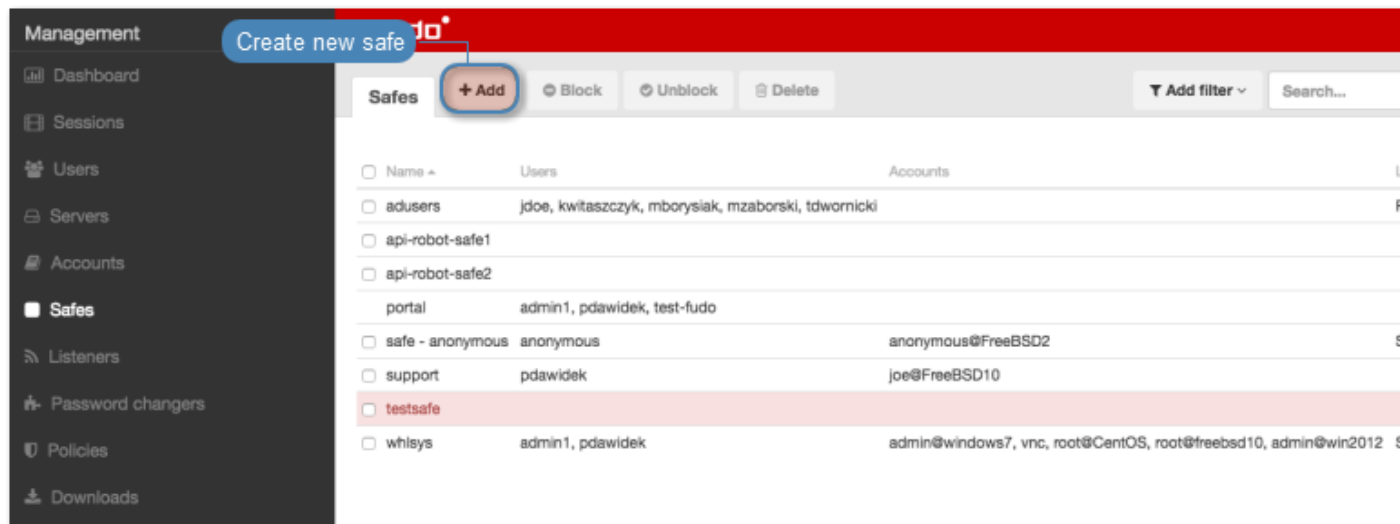 Management
Create new safe
Dashboard
Sessions
Users
Servers
Accounts
Safes
Listeners
Password changers
Policies
Downloads
Safes + Add Block Unblock Delete Add filter Search...
Name Users Accounts
adusers jdoe, kwitaszczyk, mborysiak, mzaborski, tdwornicki
api-robot-safe1
api-robot-safe2
portal admin1, pdawidek, test-fudo
safe - anonymous anonymous anonymous@FreeBSD2
support pdawidek joe@FreeBSD10
testsafe
whlsys admin1, pdawidek admin@windows7, vnc, root@CentOS, root@freebsd10, admin@win2012